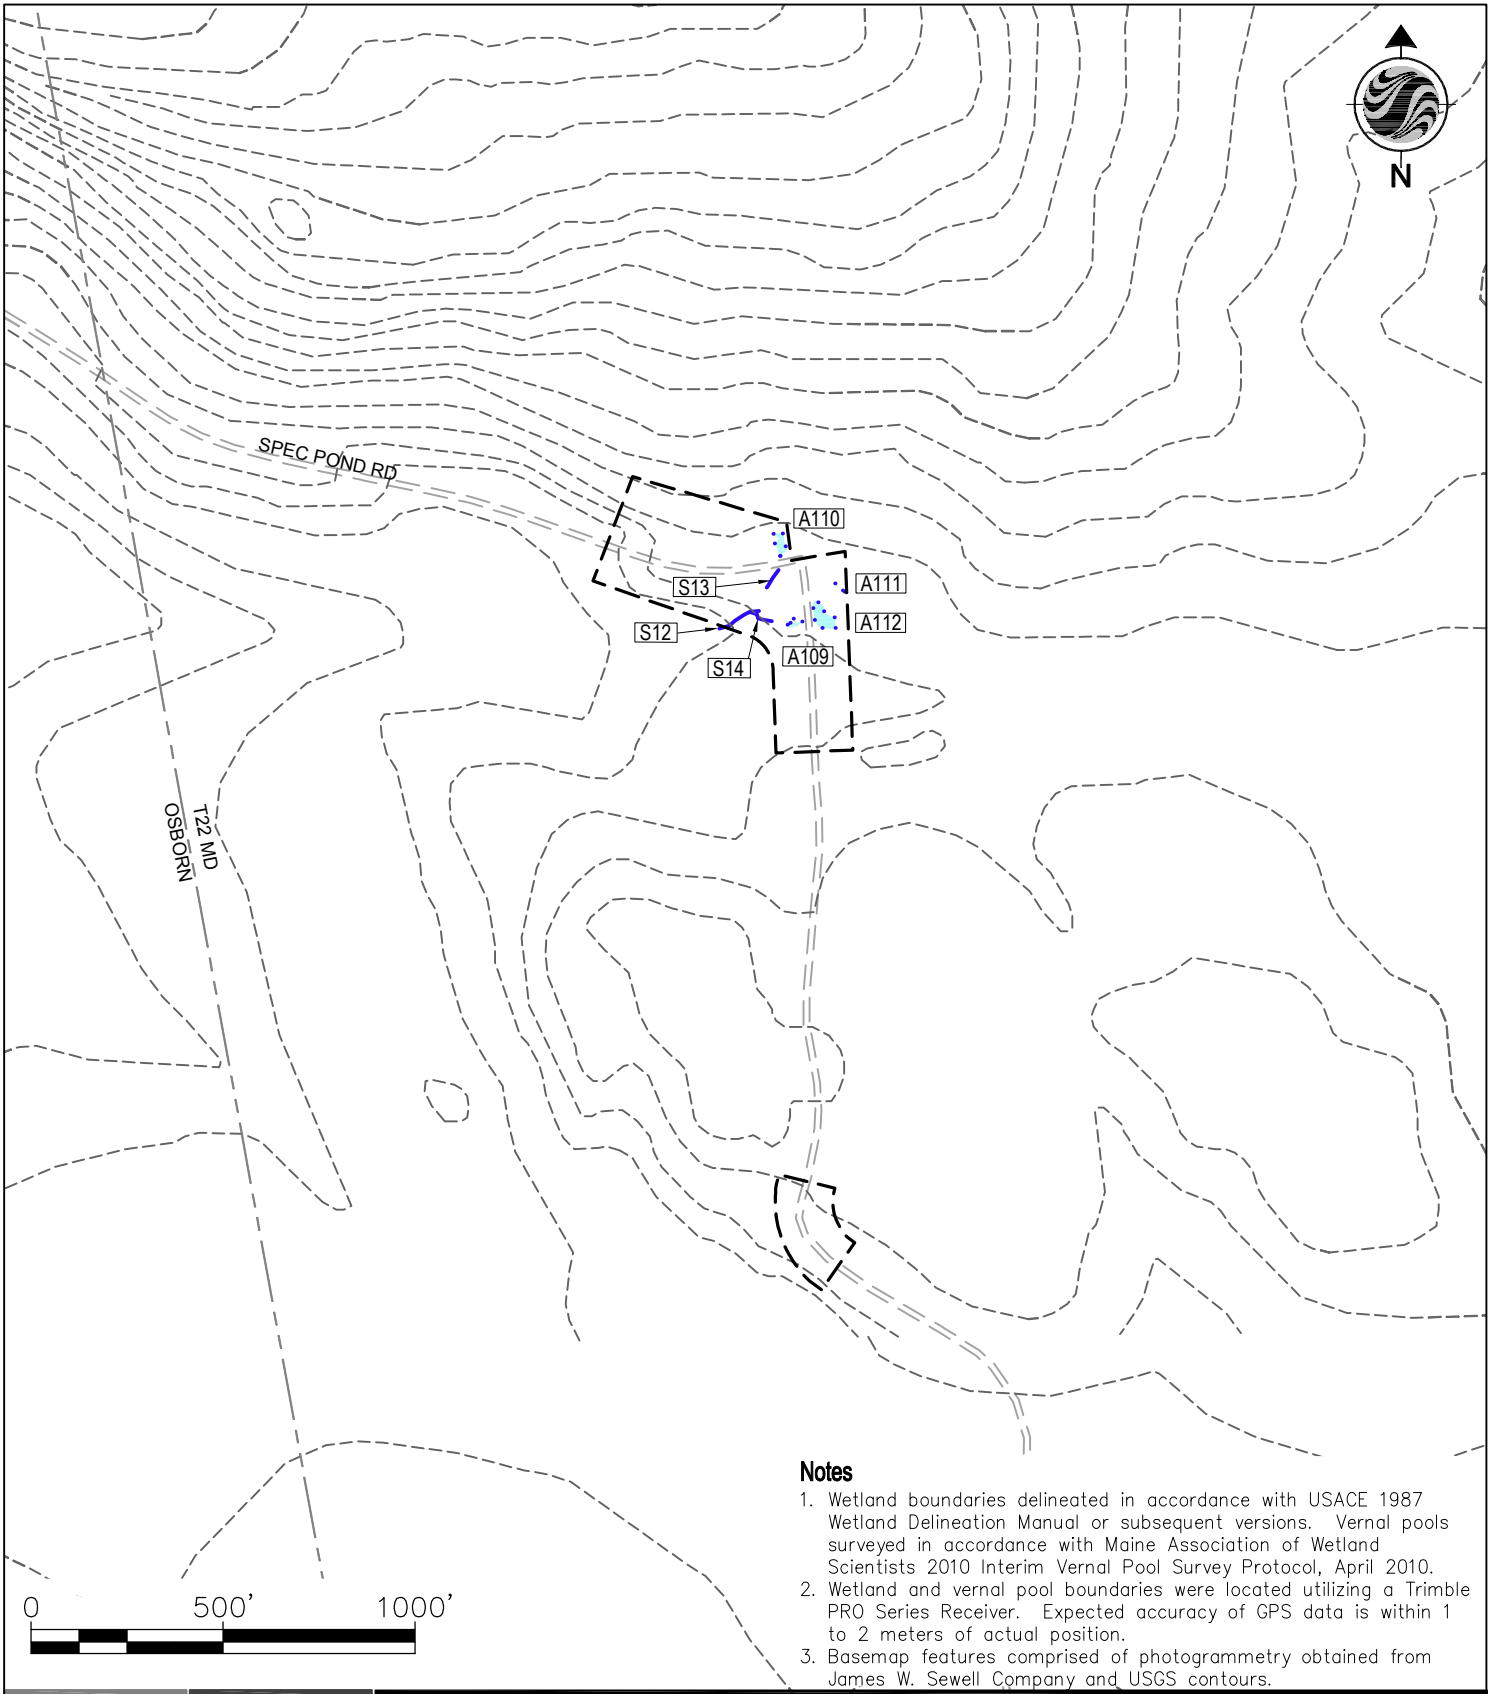 N
SPEC POND RD
A110
S13
A111
A112
S12
S14
A109
T22 MD
OSBORN
Notes
1. Wetland boundaries delineated in accordance with USACE 1987
Wetland Delineation Manual or subsequent versions. Vernal pools
surveyed in accordance with Maine Association of Wetland
Scientists 2010 Interim Vernal Pool Survey Protocol, April 2010.
2. Wetland and vernal pool boundaries were located utilizing a Trimble
PRO Series Receiver. Expected accuracy of GPS data is within 1
to 2 meters of actual position.
3. Basemap features comprised of photogrammetry obtained from
James W. Sewell Company and USGS contours.
0 500' 1000'